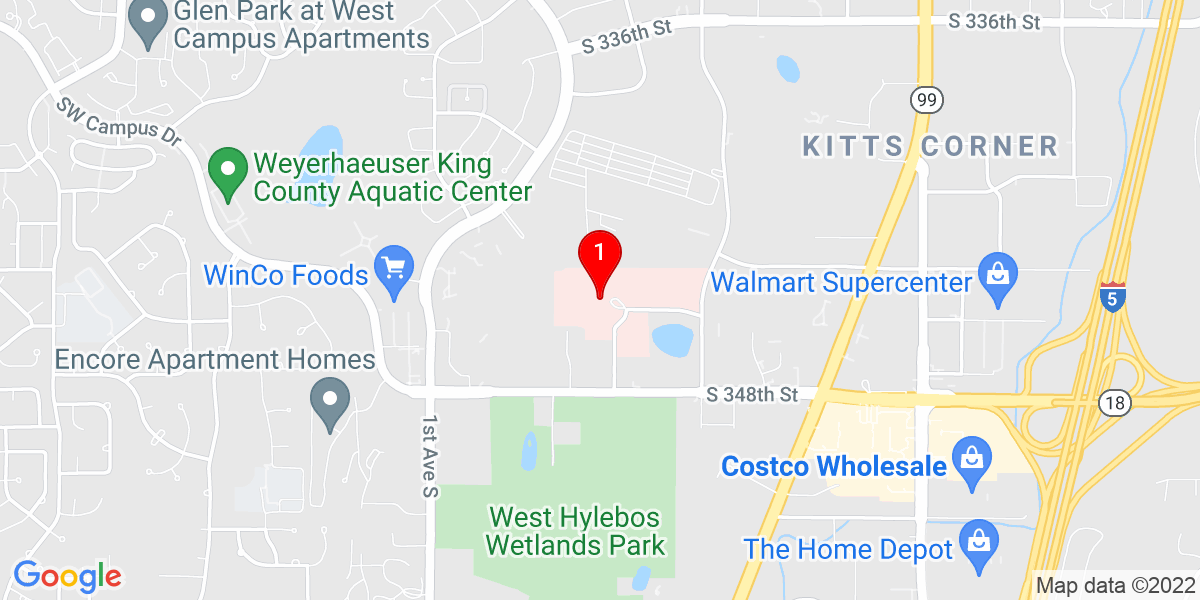 Glen Park at West
Campus Apartments
S 336th St
S 336th St
SW Campus Dr
99
KITTS CORNER
Weyerhaeuser King
County Aquatic Center
1
WinCo Foods
Walmart Supercenter
5
Encore Apartment Homes
S 348th St
18
1st Ave S
Costco Wholesale
West Hylebos
Wetlands Park
The Home Depot
Google
Map data ©2022